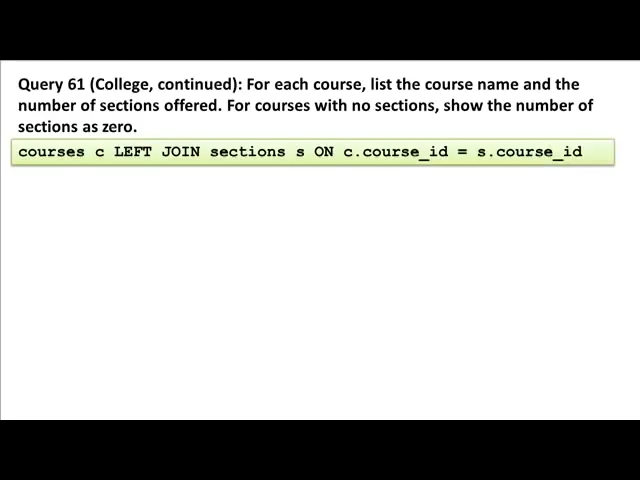 Query 61 (College, continued): For each course, list the course name and the
number of sections offered. For courses with no sections, show the number of
sections as zero.
courses c LEFT JOIN sections s ON c.course_id = s.course_id